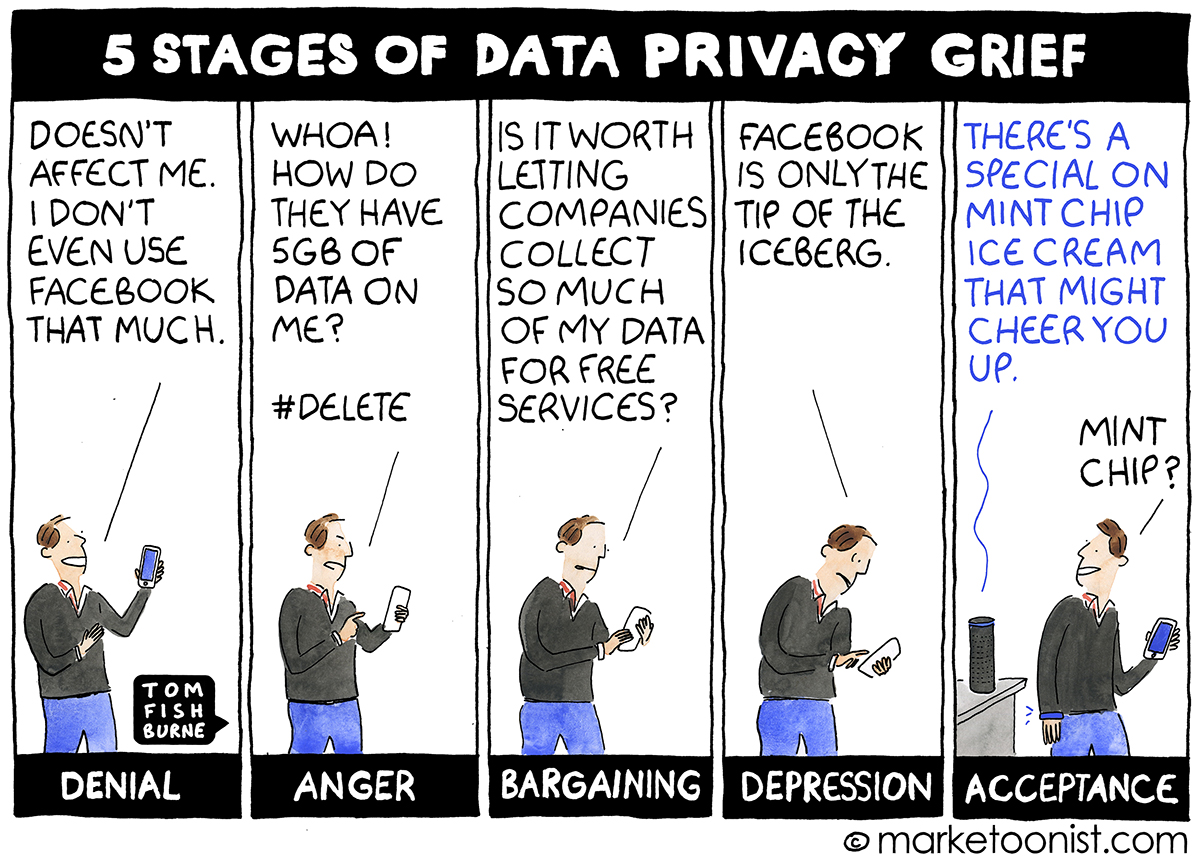 5 STAGES OF DATA PRIVACY GRIEF
DOESN'T
AFFECT ME.
I DON'T
EVEN USE
FACEBOOK
THAT MUCH.
TOM
FISH
BURNE
DENIAL
WHOA!
HOW DO
THEY HAVE
5GB OF
DATA ON
ME?
#DELETE
ANGER
IS IT WORTH
LETTING
COMPANIES
COLLECT
SO MUCH
OF MY DATA
FOR FREE
SERVICES?
BARGAINING
FACEBOOK
IS ONLY THE
TIP OF THE
ICEBERG.
DEPRESSION
THERE'S A
SPECIAL ON
MINT CHIP
ICE CREAM
THAT MIGHT
CHEER YOU
UP.
MINT
CHIP?
ACCEPTANCE
© marketoonist.com